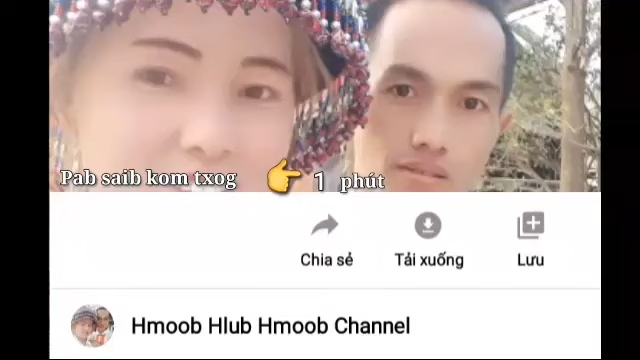 Pab saib kom txog 👉 1 phút
Chia sẻ Tải xuống Lưu
Hmoob Hlub Hmoob Channel